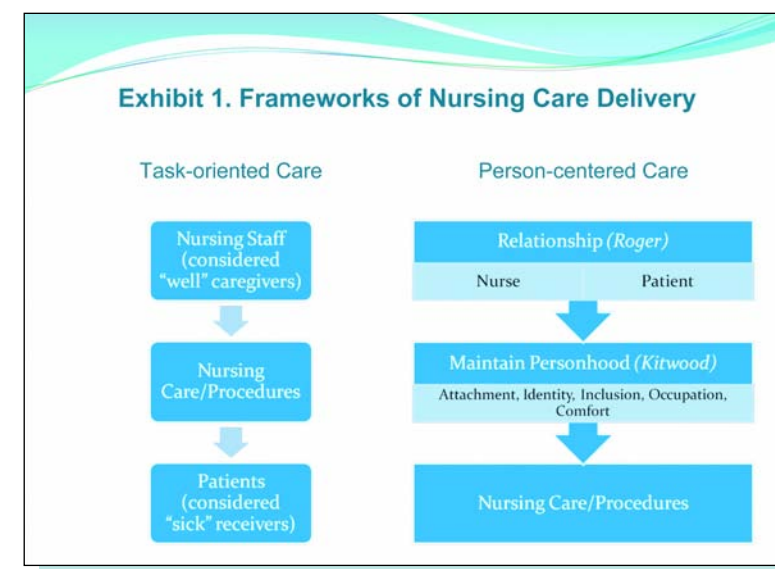 Exhibit 1. Frameworks of Nursing Care Delivery
Task-oriented Care
Nursing Staff
(considered
"well" caregivers)
Nursing
Care/Procedures
Patients
(considered
"sick" receivers)
Person-centered Care
Relationship (Roger)
Nurse
Patient
Maintain Personhood (Kitwood)
Attachment, Identity, Inclusion, Occupation,
Comfort
Nursing Care/Procedures